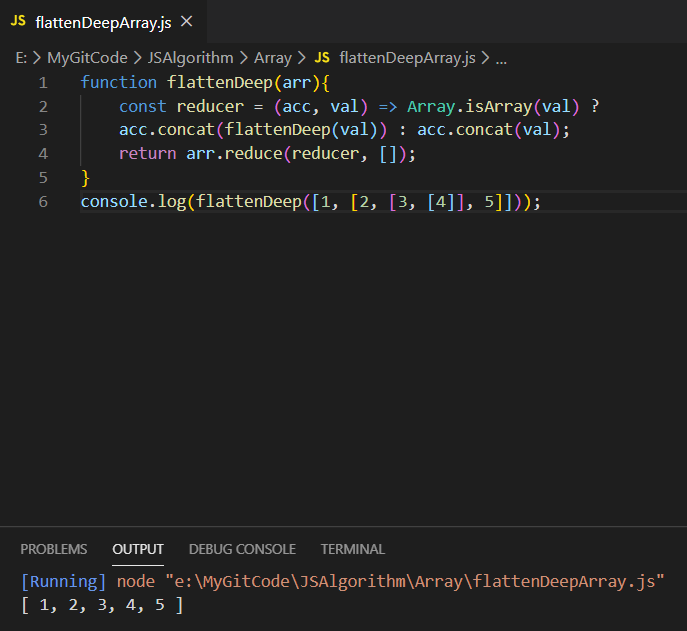 JS flattenDeepArray.js ×
E: > MyGitCode > JSAlgorithm > Array > JS flattenDeepArray.js > ...
1 function flattenDeep(arr){
2 const reducer = (acc, val) => Array.isArray(val) ?
3 acc.concat(flattenDeep(val)) : acc.concat(val);
4 return arr.reduce(reducer, []);
5 }
6 console.log(flattenDeep([1, [2, [3, [4]], 5]]));
PROBLEMS OUTPUT DEBUG CONSOLE TERMINAL
[Running] node "e:\MyGitCode\JSAlgorithm\Array\flattenDeepArray.js"
[ 1, 2, 3, 4, 5 ]